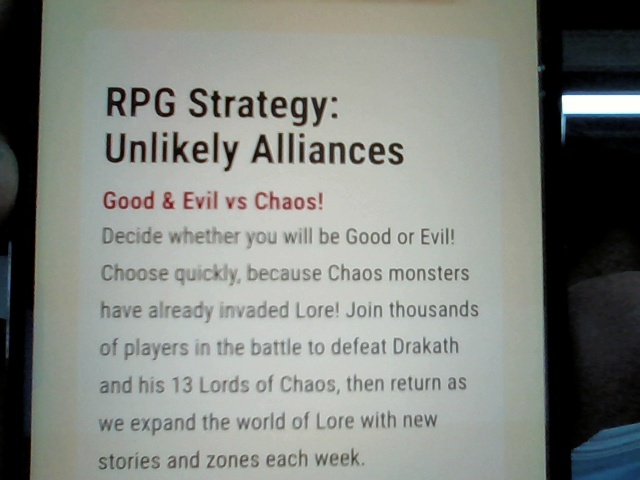 RPG Strategy:
Unlikely Alliances
Good & Evil vs Chaos!
Decide whether you will be Good or Evil!
Choose quickly, because Chaos monsters
have already invaded Lore! Join thousands
of players in the battle to defeat Drakath
and his 13 Lords of Chaos, then return as
we expand the world of Lore with new
stories and zones each week.